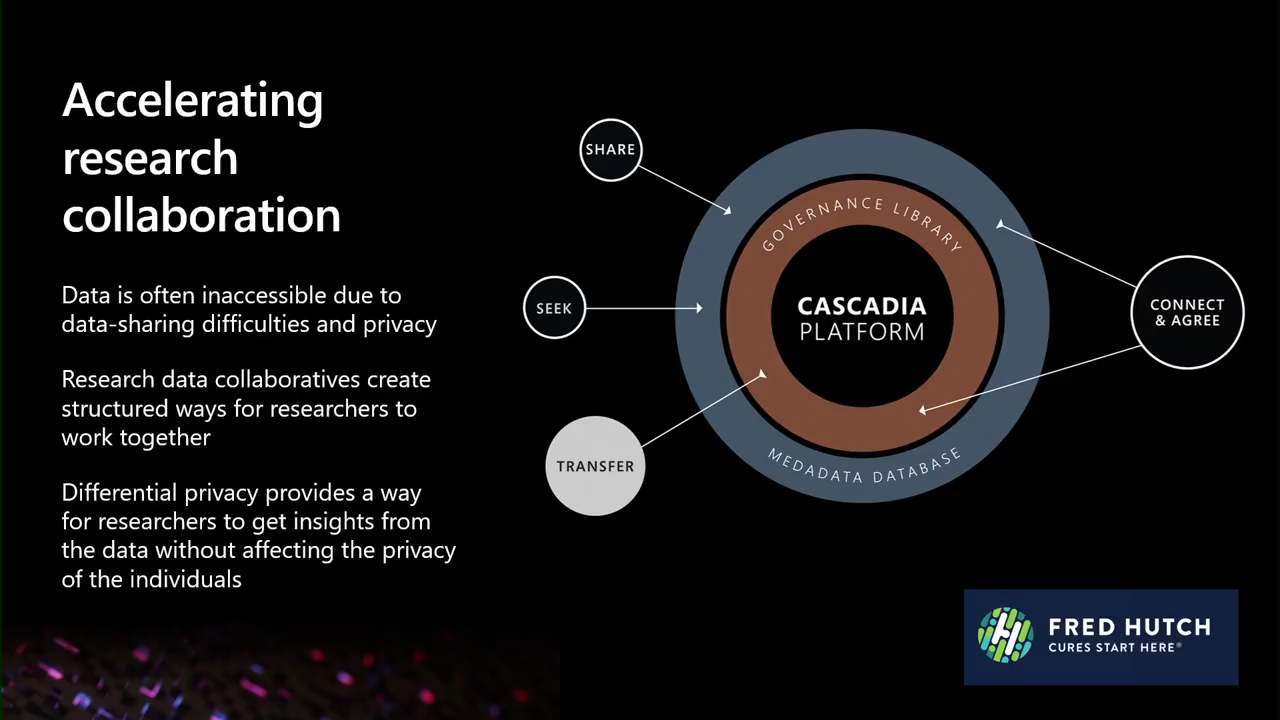 Accelerating
research
collaboration
Data is often inaccessible due to
data-sharing difficulties and privacy
Research data collaboratives create
structured ways for researchers to
work together
Differential privacy provides a way
for researchers to get insights from
the data without affecting the privacy
of the individuals
SHARE
SEEK
TRANSFER
GOVERNANCE LIBRARY
CASCADIA
PLATFORM
MEDADATA DATABASE
CONNECT
& AGREE
FRED HUTCH
CURES START HERE®